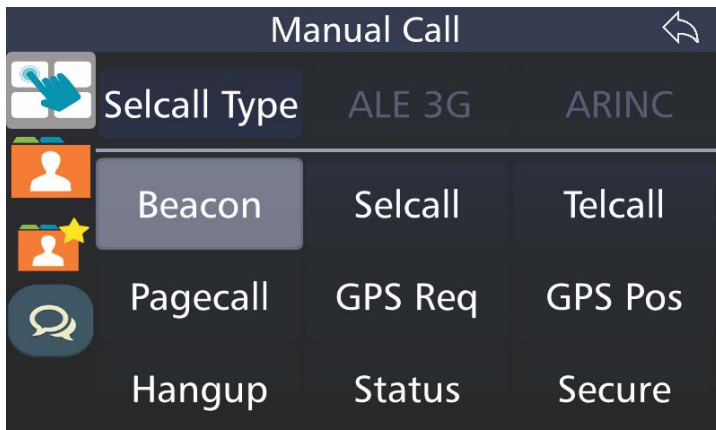 Manual Call
Selcall Type ALE 3G ARINC
Beacon Selcall Telcall
Pagecall GPS Req GPS Pos
Hangup Status Secure